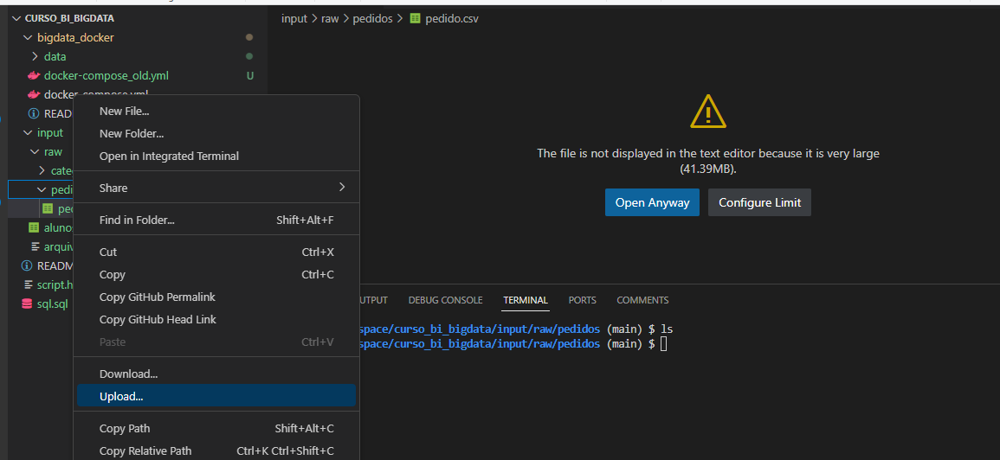 CURSO_BI_BIGDATA
bigdata_docker
data
docker-compose_old.yml U
docker-compose.yml
READ
input
raw
cate
pedi
pe
aluno
arquiv
READM
script.h
sql.sql
input > raw > pedidos > pedido.csv
The file is not displayed in the text editor because it is very large
(41.39MB).
Open Anyway Configure Limit
New File...
New Folder...
Open in Integrated Terminal
Share
Find in Folder... Shift+Alt+F
Cut Ctrl+X
Copy Ctrl+C
Copy GitHub Permalink
Copy GitHub Head Link
Paste Ctrl+V
Download...
Upload...
Copy Path Shift+Alt+C
Copy Relative Path Ctrl+K Ctrl+Shift+C
UTPUT DEBUG CONSOLE TERMINAL PORTS COMMENTS
space/curso_bi_bigdata/input/raw/pedidos (main) $ ls
space/curso_bi_bigdata/input/raw/pedidos (main) $